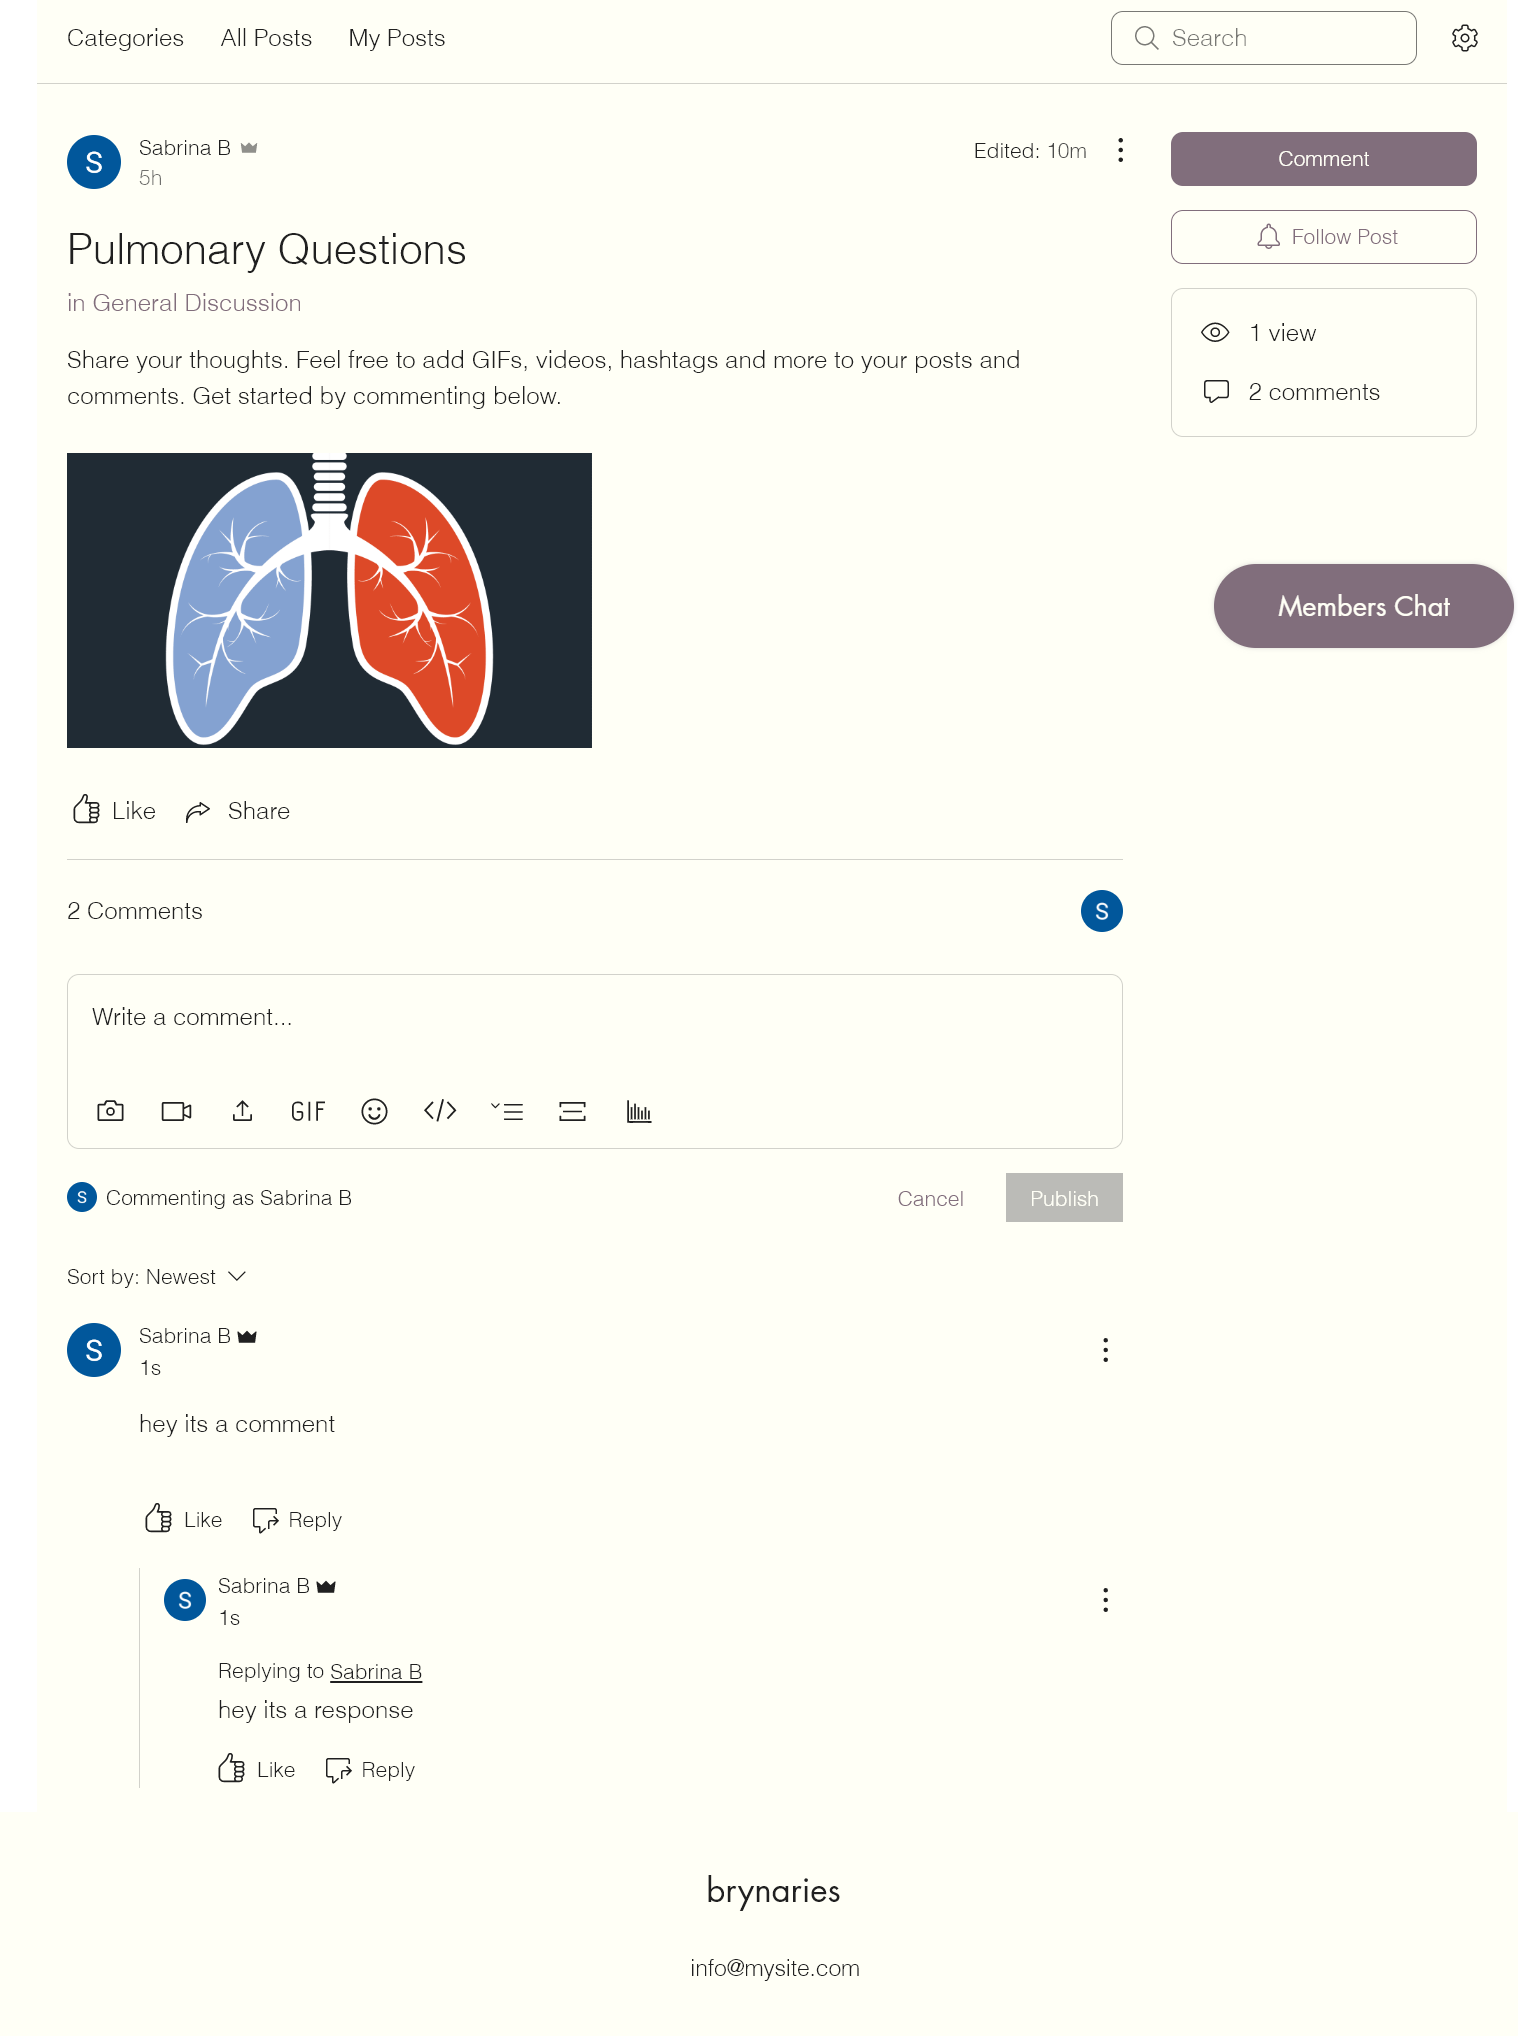 Categories All Posts My Posts Search
S Sabrina B
5h
Edited: 10m
Comment
Follow Post
1 view
2 comments
Pulmonary Questions
in General Discussion
Share your thoughts. Feel free to add GIFs, videos, hashtags and more to your posts and
comments. Get started by commenting below.
Members Chat
Like Share
2 Comments S
Write a comment...
GIF
S Commenting as Sabrina B Cancel Publish
Sort by: Newest
S Sabrina B
1s
hey its a comment
Like Reply
S Sabrina B
1s
Replying to Sabrina B
hey its a response
Like Reply
brynaries
info@mysite.com